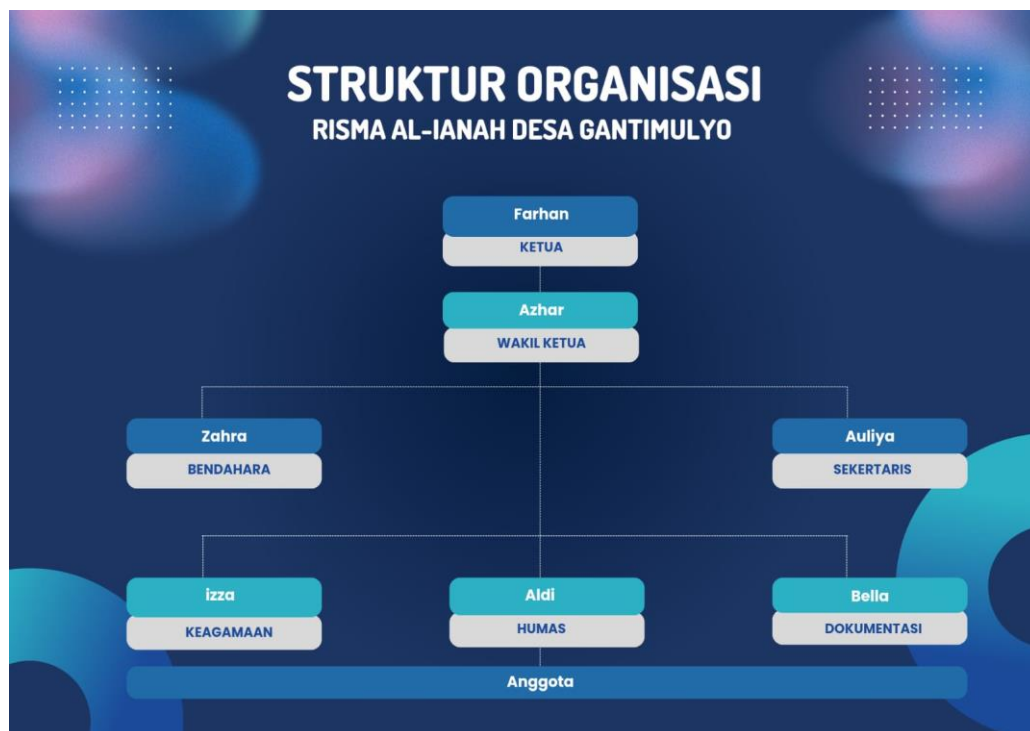 STRUKTUR ORGANISASI
RISMA AL-IANAH DESA GANTIMULYO
Farhan
KETUA
Azhar
WAKIL KETUA
Zahra
BENDAHARA
Auliya
SEKERTARIS
izza
KEAGAMAAN
Aldi
HUMAS
Bella
DOKUMENTASI
Anggota